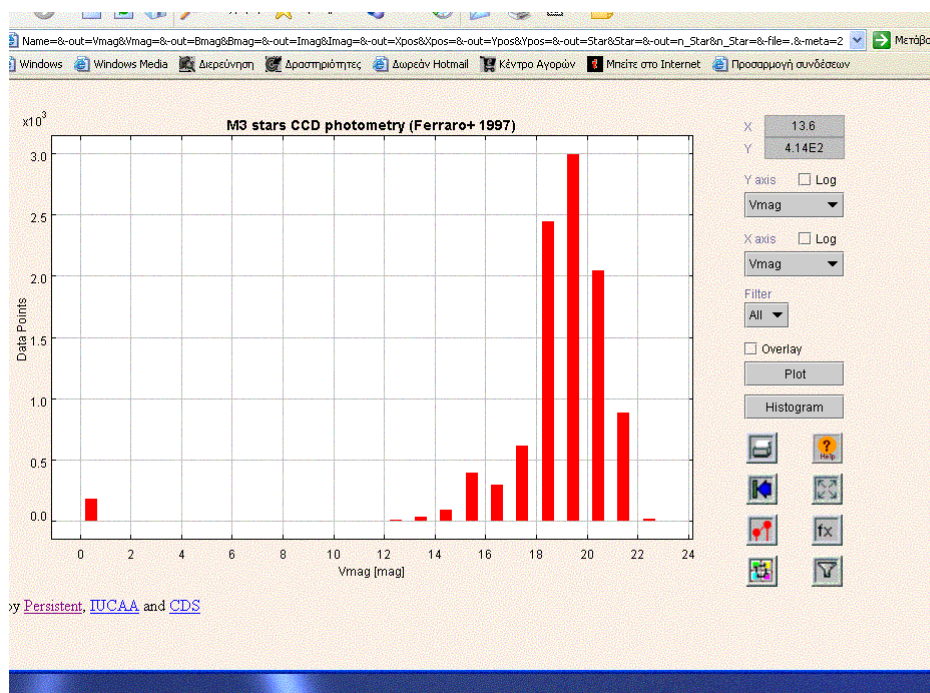 Name=&-out=Vmag&Vmag=&-out=Bmag&Bmag=&-out=Imag&Imag=&-out=Xpos&Xpos=&-out=Ypos&Ypos=&-out=Star&Star=&-out=n_Star&n_Star=&-file=.&-meta=2
Μετάβα
Windows Windows Media Διερεύνηση Δραστηριότητες Δωρεάν Hotmail Κέντρο Αγορών Μπείτε στο Internet Προσαρμογή συνδέσεων
x10³
M3 stars CCD photometry (Ferraro+ 1997)
3.0
2.5
2.0
1.5
1.0
0.5
0.0
Data Points
0 2 4 6 8 10 12 14 16 18 20 22 24
Vmag [mag]
X 13.6
Y 4.14E2
Y axis Log
Vmag
X axis Log
Vmag
Filter
All
Overlay
Plot
Histogram
Help
fx
by Persistent, IUCAA and CDS